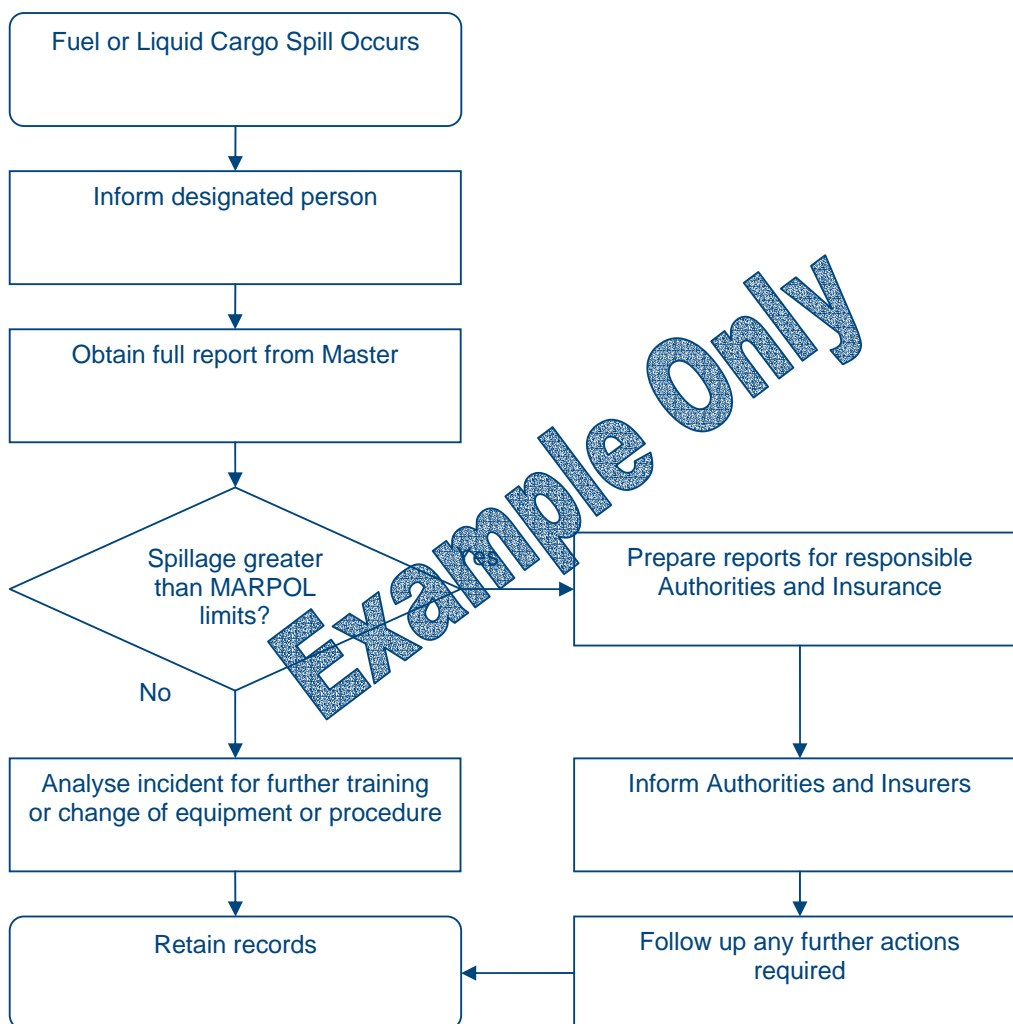 Fuel or Liquid Cargo Spill Occurs
Inform designated person
Obtain full report from Master
Spillage greater
than MARPOL
limits?
Yes
No
Prepare reports for responsible
Authorities and Insurance
Analyse incident for further training
or change of equipment or procedure
Inform Authorities and Insurers
Retain records
Follow up any further actions
required
Example Only